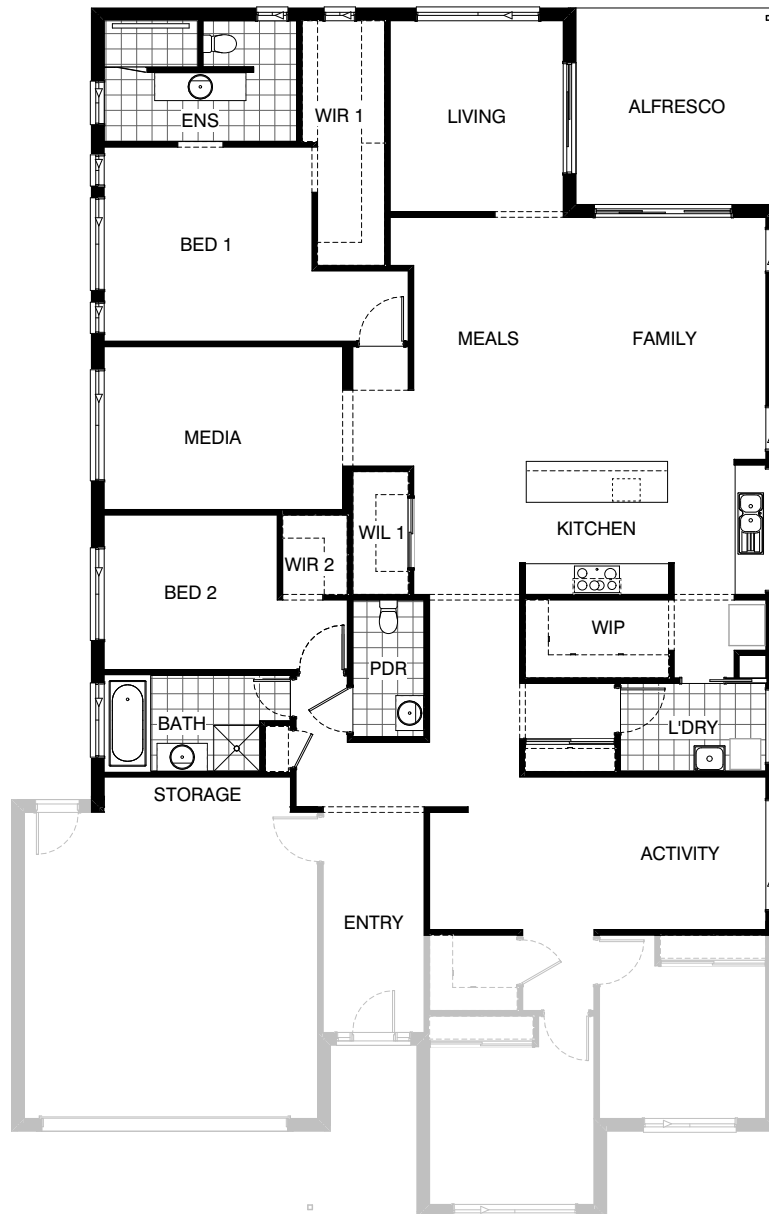 ENS
WIR 1
LIVING
ALFRESCO
BED 1
MEALS
FAMILY
MEDIA
WIL 1
KITCHEN
WIR 2
BED 2
WIP
PDR
BATH
L'DRY
STORAGE
ACTIVITY
ENTRY